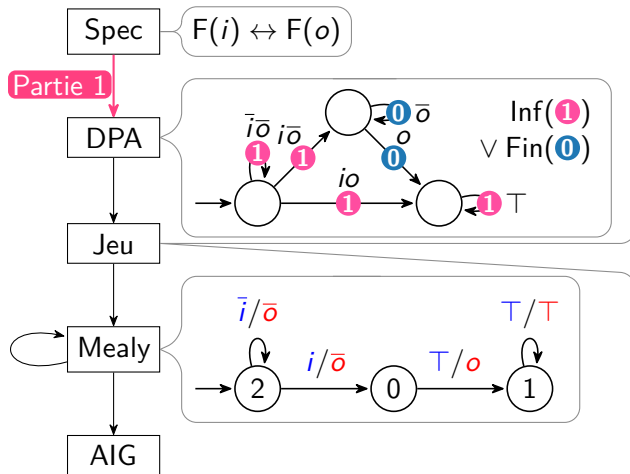 Spec
F(i) ↔ F(o)
Partie 1
DPA
i̅o̅
1
io̅
1
0
o̅
o
0
io
1
1
⊤
Inf(1)
∨ Fin(0)
Jeu
Mealy
i̅/o̅
2
i/o̅
0
⊤/o
1
⊤/⊤
AIG